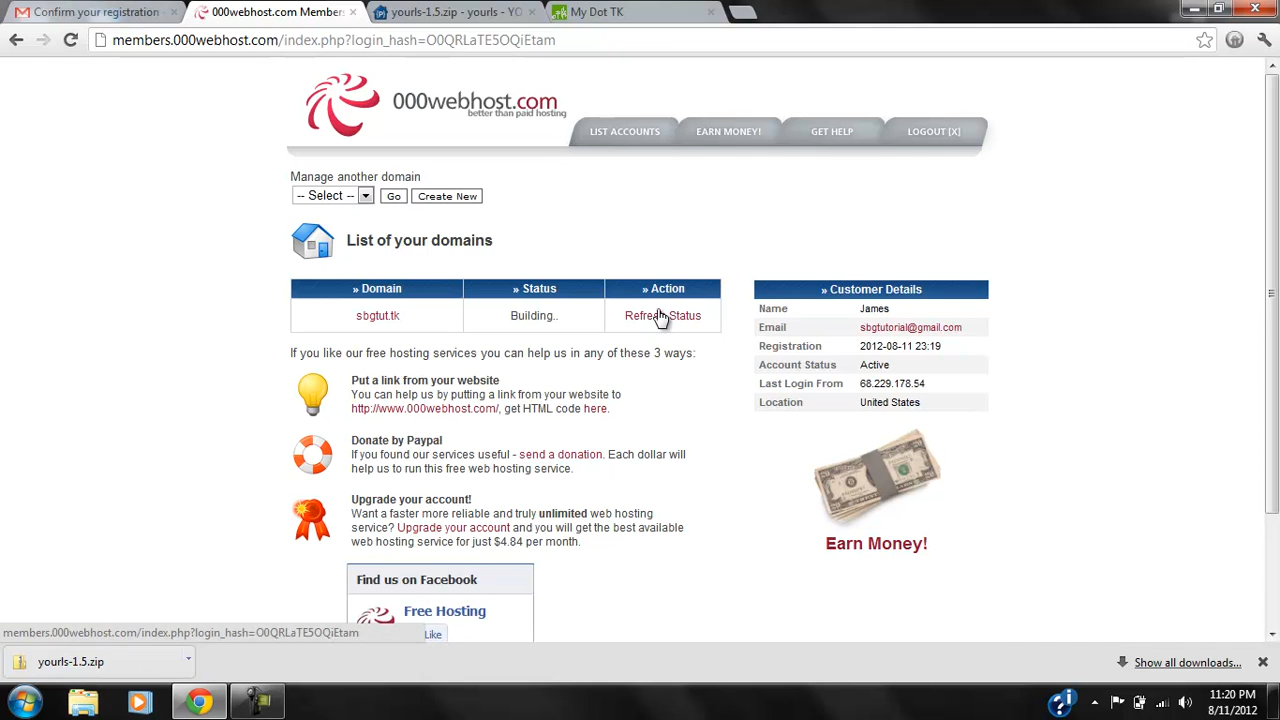 Confirm your registration
000webhost.com Members
yourls-1.5.zip - yourls - YO
My Dot TK
members.000webhost.com/index.php?login_hash=O0QRLaTE5OQiEtam
000webhost.com
better than paid hosting
LIST ACCOUNTS
EARN MONEY!
GET HELP
LOGOUT [X]
Manage another domain
-- Select --
Go
Create New
List of your domains
» Domain
» Status
» Action
sbgtut.tk
Building..
Refresh Status
» Customer Details
Name James
Email sbgtutorial@gmail.com
Registration 2012-08-11 23:19
Account Status Active
Last Login From 68.229.178.54
Location United States
If you like our free hosting services you can help us in any of these 3 ways:
Put a link from your website
You can help us by putting a link from your website to
http://www.000webhost.com/, get HTML code here.
Donate by Paypal
If you found our services useful - send a donation. Each dollar will
help us to run this free web hosting service.
Upgrade your account!
Want a faster more reliable and truly unlimited web hosting
service? Upgrade your account and you will get the best available
web hosting service for just $4.84 per month.
Earn Money!
Find us on Facebook
Free Hosting
Like
members.000webhost.com/index.php?login_hash=O0QRLaTE5OQiEtam
yourls-1.5.zip
Show all downloads...
11:20 PM
8/11/2012